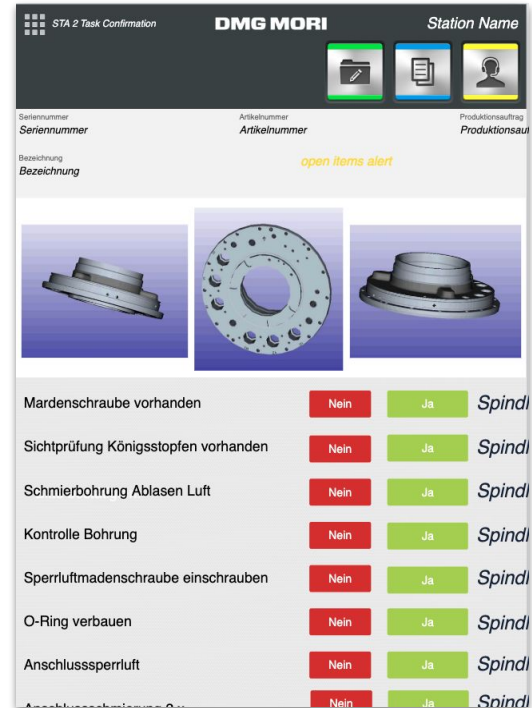 STA 2 Task Confirmation
DMG MORI
Station Name
Seriennummer
Seriennummer
Artikelnummer
Artikelnummer
Produktionsauftrag
Produktionsauf
Bezeichnung
Bezeichnung
open items alert
Mardenschraube vorhanden Nein Ja Spindl
Sichtprüfung Königsstopfen vorhanden Nein Ja Spindl
Schmierbohrung Ablasen Luft Nein Ja Spindl
Kontrolle Bohrung Nein Ja Spindl
Sperrluftmadenschraube einschrauben Nein Ja Spindl
O-Ring verbauen Nein Ja Spindl
Anschlusssperrluft Nein Ja Spindl
Anschlussschmierung 2 x Nein Ja Spindl